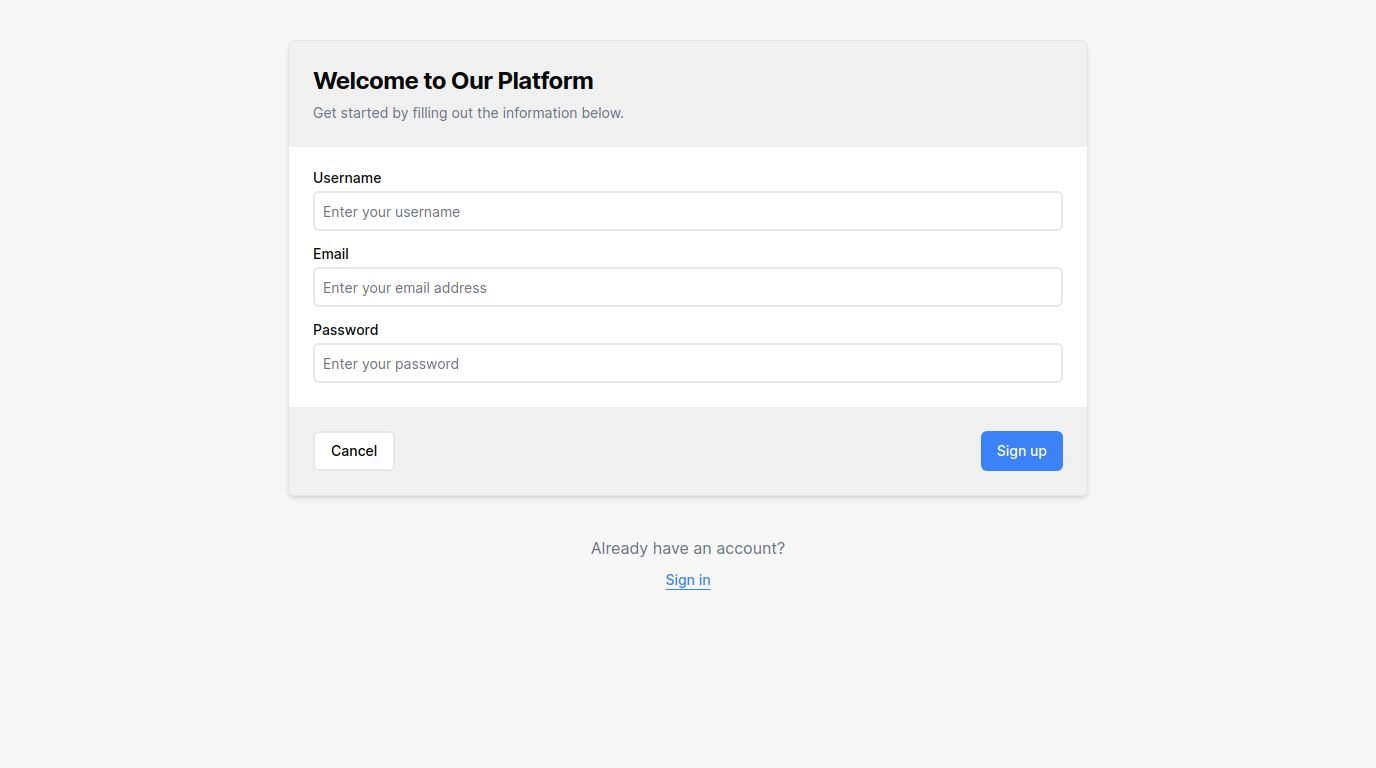 Welcome to Our Platform
Get started by filling out the information below.
Username
Enter your username
Email
Enter your email address
Password
Enter your password
Cancel
Sign up
Already have an account?
Sign in